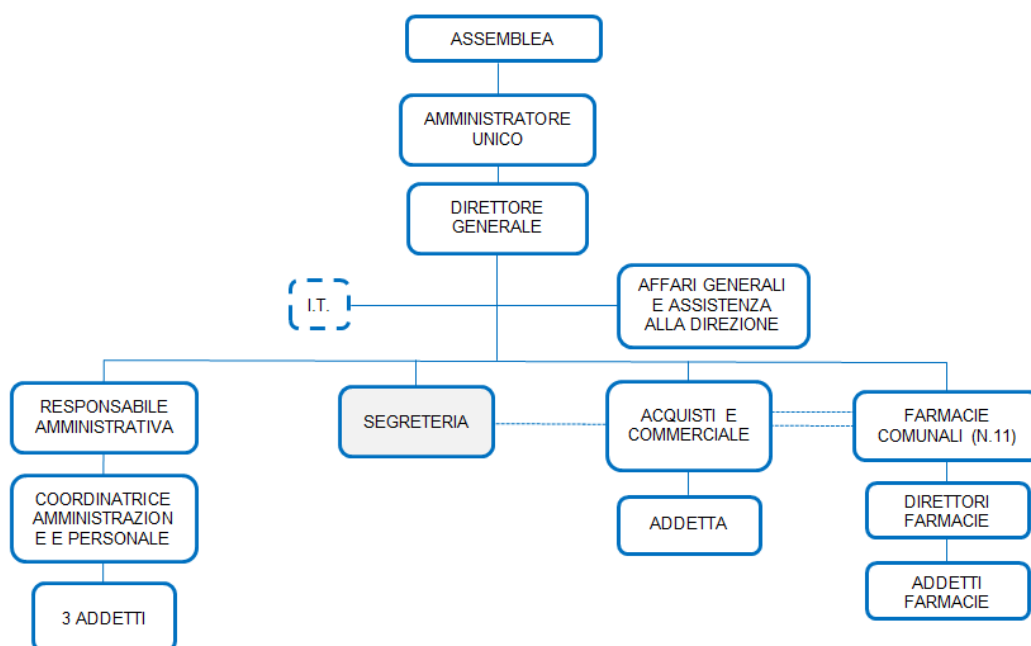 ASSEMBLEA
AMMINISTRATORE
UNICO
DIRETTORE
GENERALE
I.T.
AFFARI GENERALI
E ASSISTENZA
ALLA DIREZIONE
RESPONSABILE
AMMINISTRATIVA
SEGRETERIA
ACQUISTI E
COMMERCIALE
FARMACIE
COMUNALI (N.11)
COORDINATRICE
AMMINISTRAZION
E E PERSONALE
ADDETTA
DIRETTORI
FARMACIE
3 ADDETTI
ADDETTI
FARMACIE